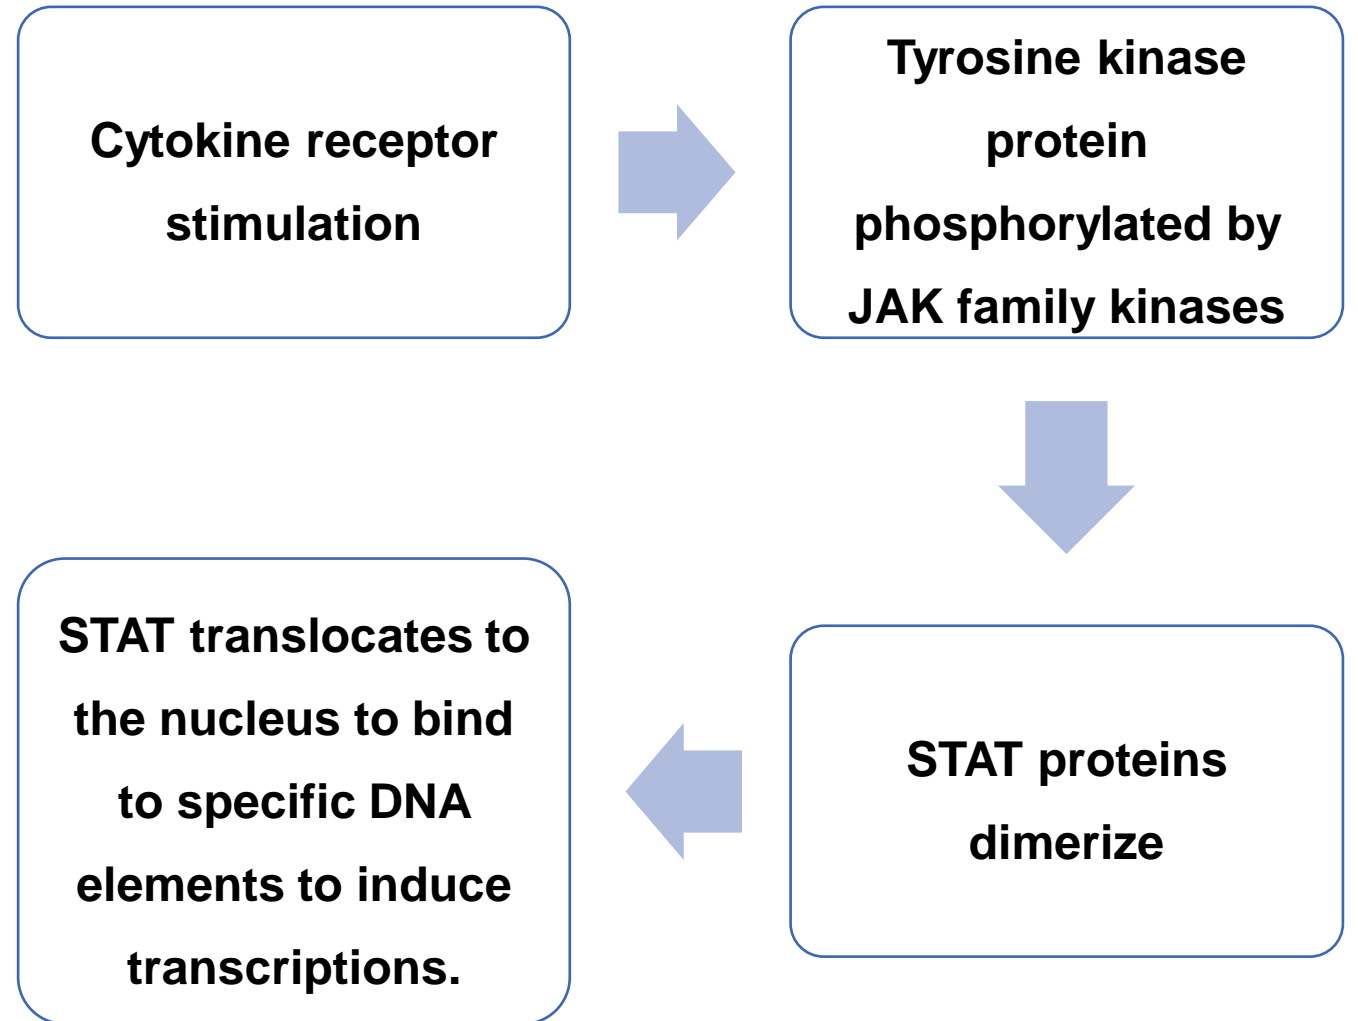 Cytokine receptor
stimulation
Tyrosine kinase
protein
phosphorylated by
JAK family kinases
STAT proteins
dimerize
STAT translocates to
the nucleus to bind
to specific DNA
elements to induce
transcriptions.